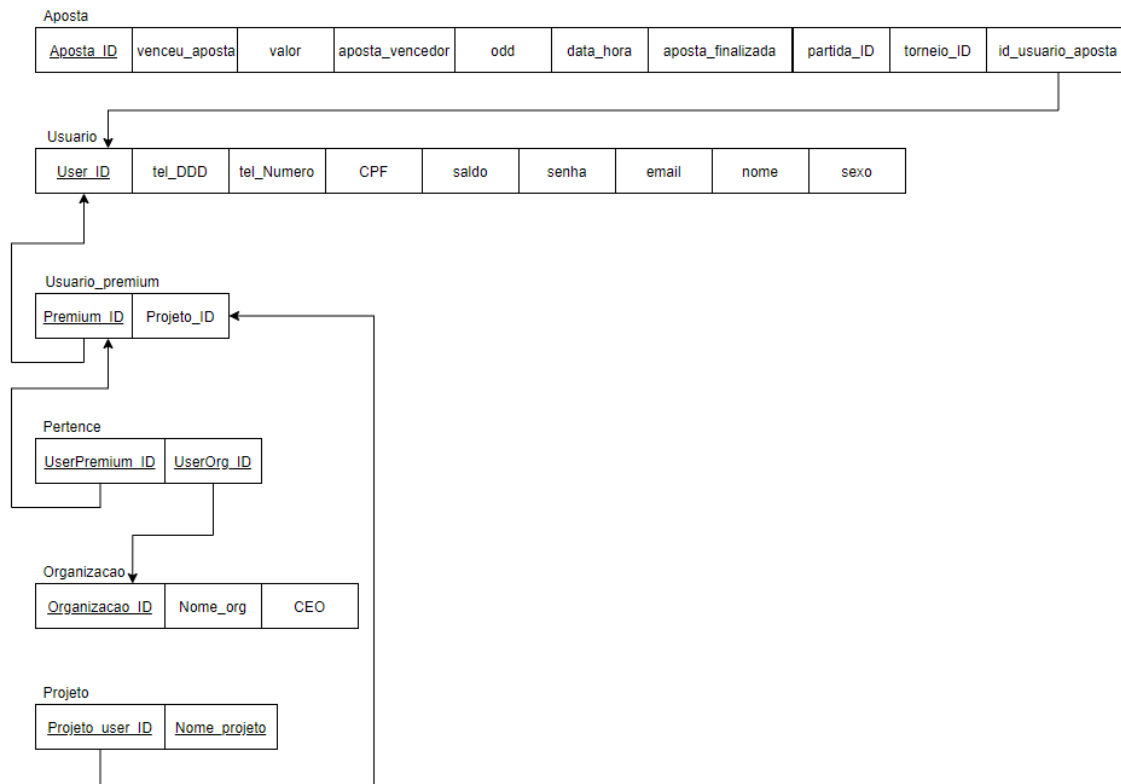 Aposta
Aposta_ID venceu_aposta valor aposta_vencedor odd data_hora aposta_finalizada partida_ID torneio_ID id_usuario_aposta
Usuario
User_ID tel_DDD tel_Numero CPF saldo senha email nome sexo
Usuario_premium
Premium_ID Projeto_ID
Pertence
UserPremium_ID UserOrg_ID
Organizacao
Organizacao_ID Nome_org CEO
Projeto
Projeto_user_ID Nome_projeto